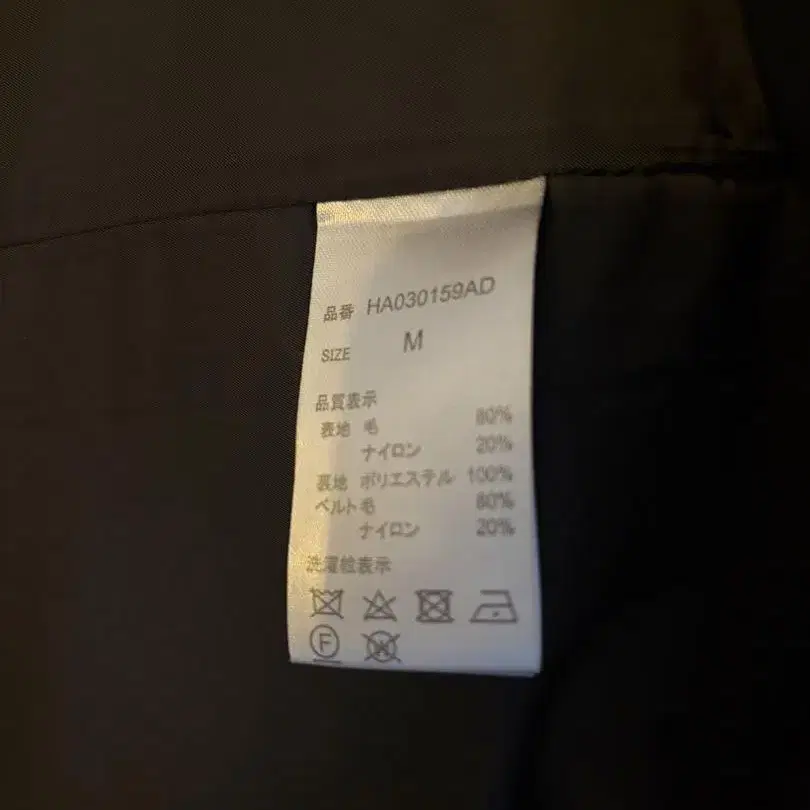 品番 HA030159AD
SIZE M
品質表示
表地 毛 80%
ナイロン 20%
裏地 ポリエステル 100%
ベルト毛 80%
ナイロン 20%
洗濯絵表示
F
W